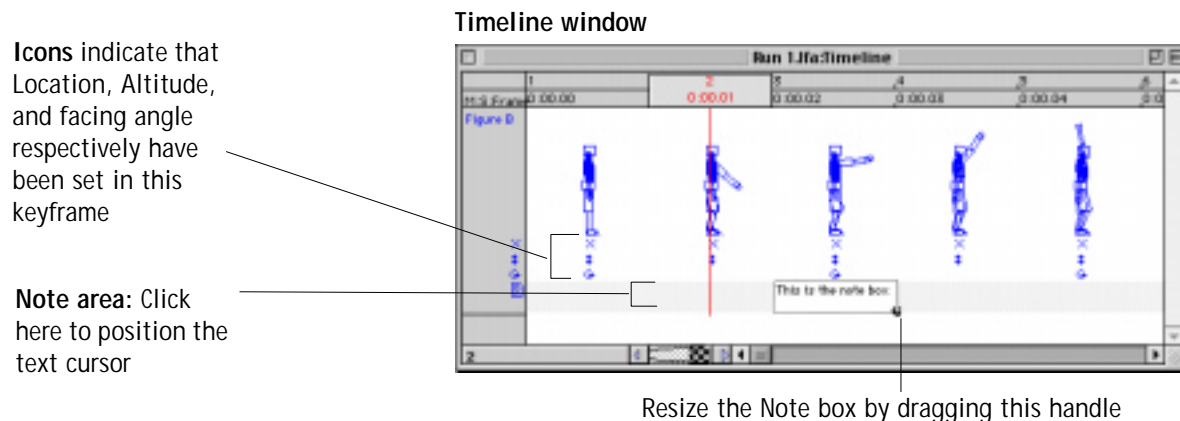 Timeline window
Icons indicate that
Location, Altitude,
and facing angle
respectively have
been set in this
keyframe
Note area: Click
here to position the
text cursor
Run 1.lfa:Timeline
1 2 3 4 5 6
M:S.Frame 0:00.00 0:00.01 0:00.02 0:00.03 0:00.04 0:0
Figure B
This is the note box
2
Resize the Note box by dragging this handle